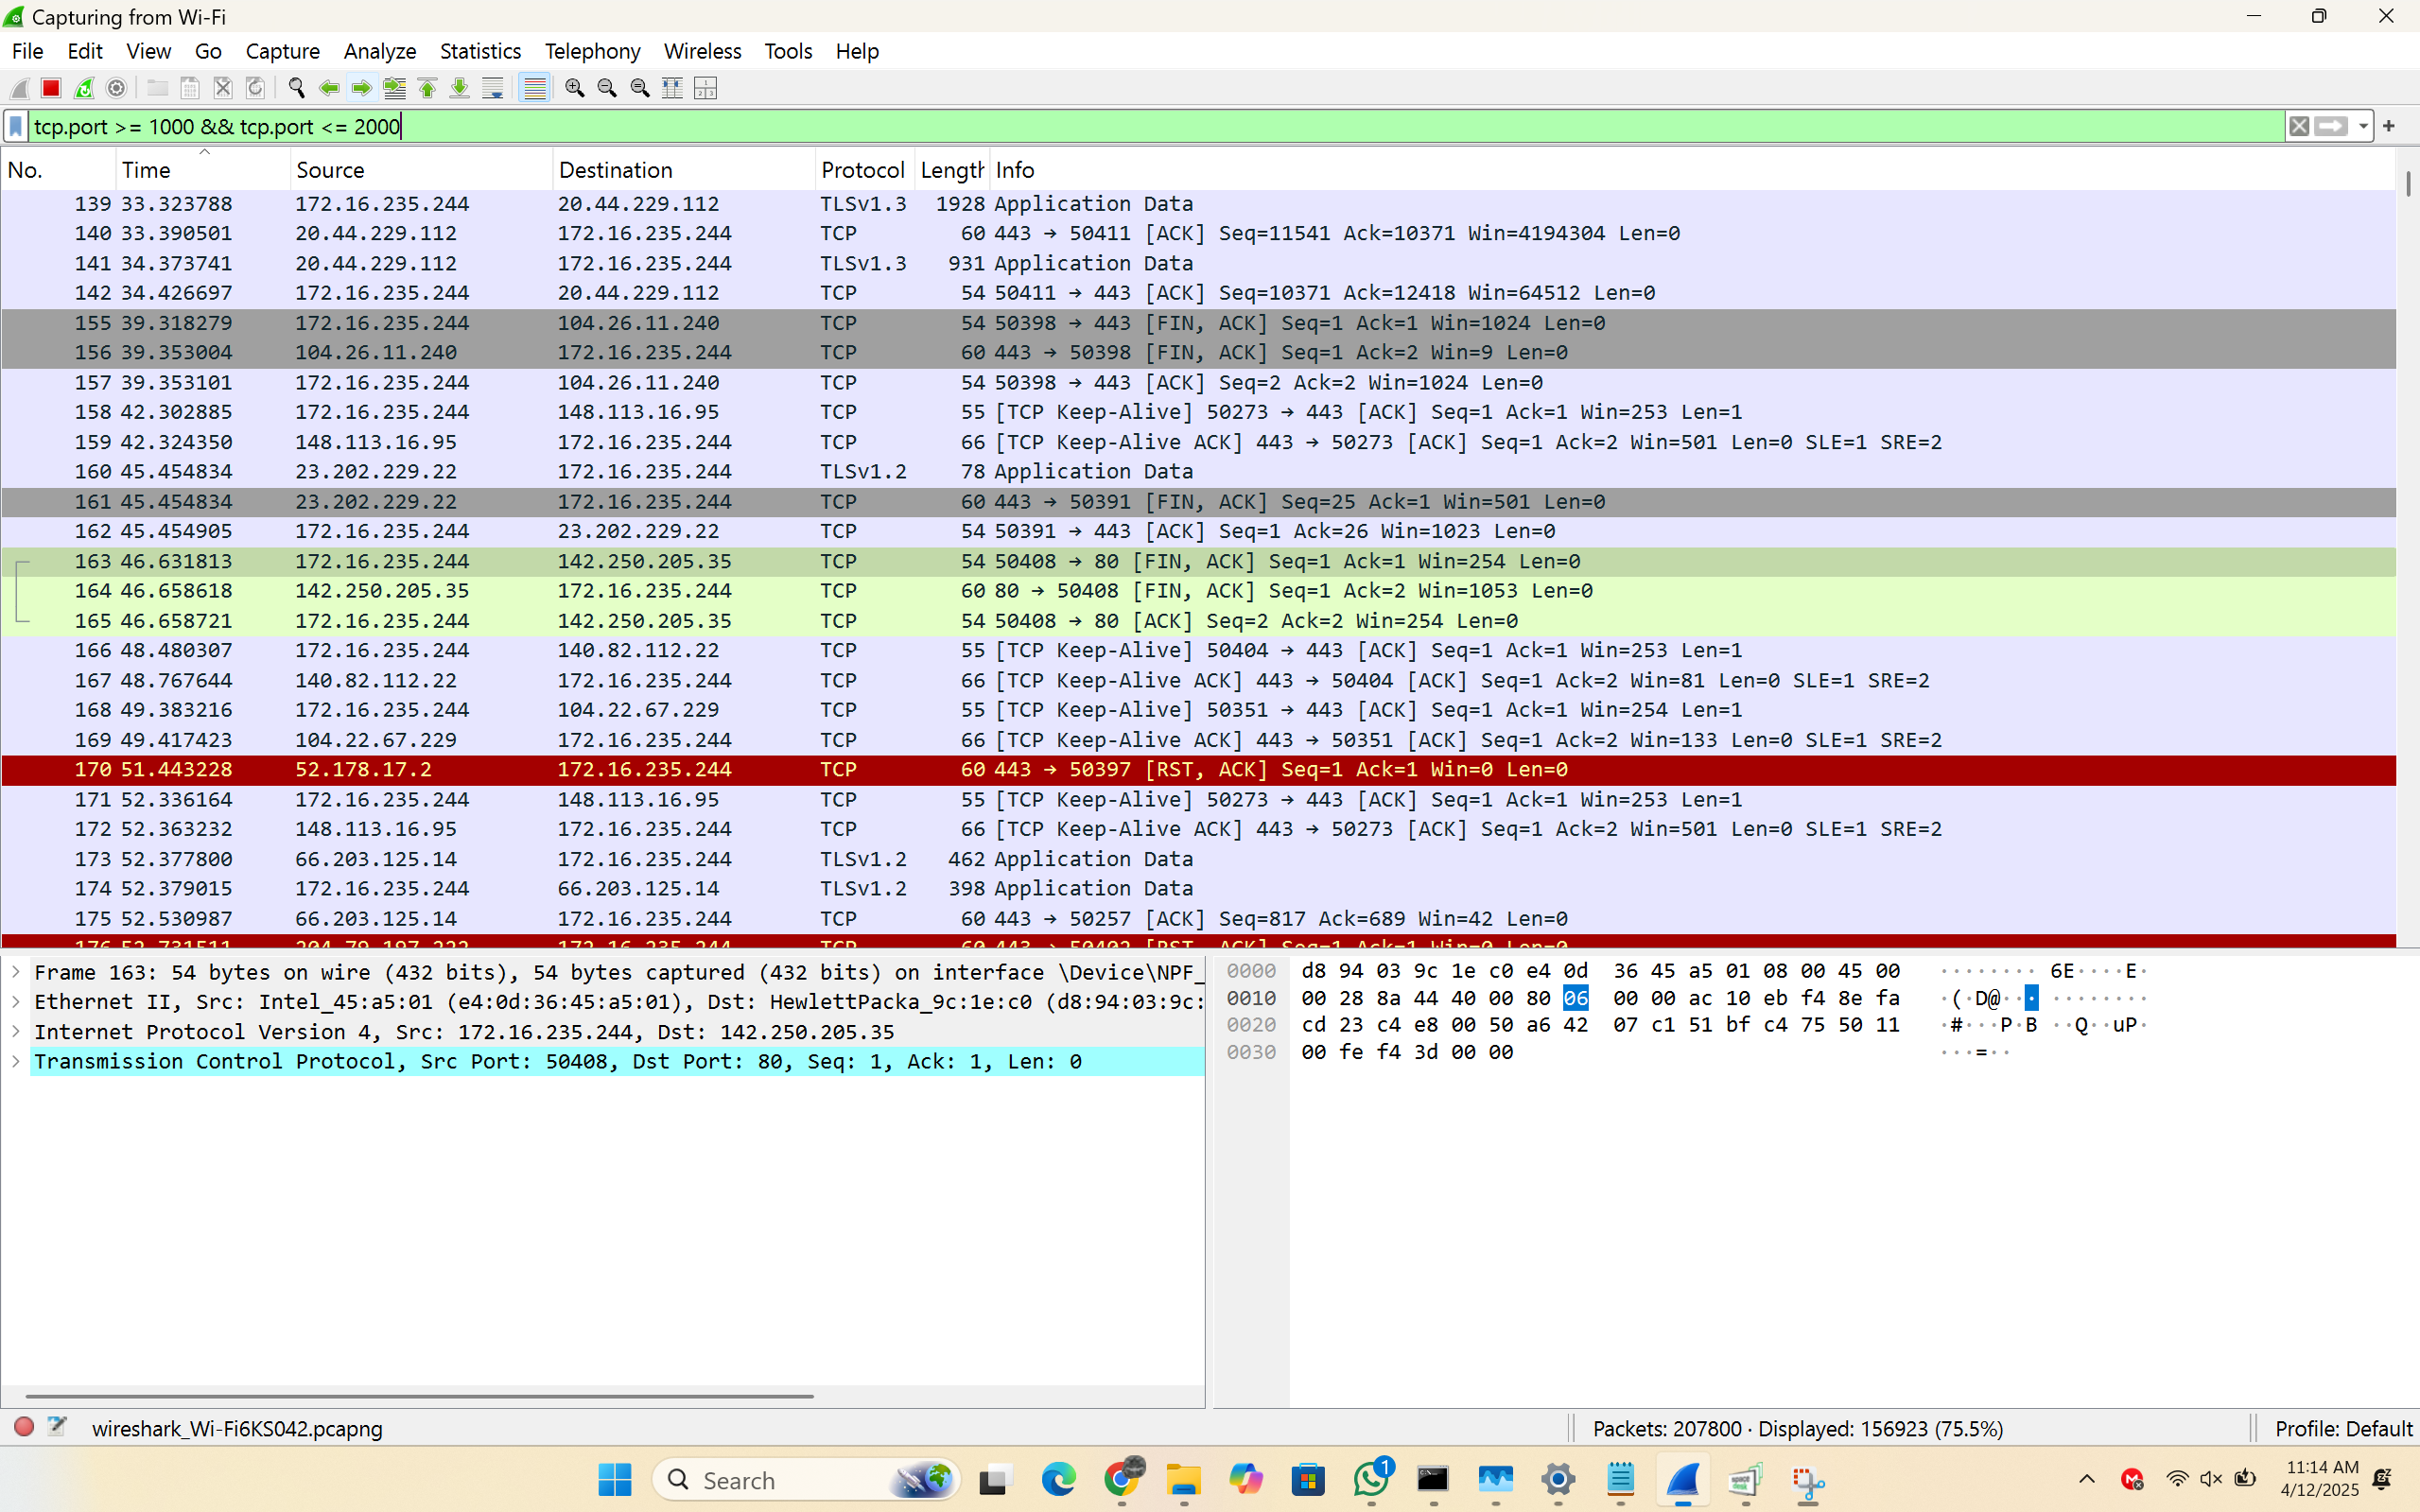 Capturing from Wi-Fi
File Edit View Go Capture Analyze Statistics Telephony Wireless Tools Help
tcp.port >= 1000 && tcp.port <= 2000
No. Time Source Destination Protocol Length Info
139 33.323788 172.16.235.244 20.44.229.112 TLSv1.3 1928 Application Data
140 33.390501 20.44.229.112 172.16.235.244 TCP 60 443 → 50411 [ACK] Seq=11541 Ack=10371 Win=4194304 Len=0
141 34.373741 20.44.229.112 172.16.235.244 TLSv1.3 931 Application Data
142 34.426697 172.16.235.244 20.44.229.112 TCP 54 50411 → 443 [ACK] Seq=10371 Ack=12418 Win=64512 Len=0
155 39.318279 172.16.235.244 104.26.11.240 TCP 54 50398 → 443 [FIN, ACK] Seq=1 Ack=1 Win=1024 Len=0
156 39.353004 104.26.11.240 172.16.235.244 TCP 60 443 → 50398 [FIN, ACK] Seq=1 Ack=2 Win=9 Len=0
157 39.353101 172.16.235.244 104.26.11.240 TCP 54 50398 → 443 [ACK] Seq=2 Ack=2 Win=1024 Len=0
158 42.302885 172.16.235.244 148.113.16.95 TCP 55 [TCP Keep-Alive] 50273 → 443 [ACK] Seq=1 Ack=1 Win=253 Len=1
159 42.324350 148.113.16.95 172.16.235.244 TCP 66 [TCP Keep-Alive ACK] 443 → 50273 [ACK] Seq=1 Ack=2 Win=501 Len=0 SLE=1 SRE=2
160 45.454834 23.202.229.22 172.16.235.244 TLSv1.2 78 Application Data
161 45.454834 23.202.229.22 172.16.235.244 TCP 60 443 → 50391 [FIN, ACK] Seq=25 Ack=1 Win=501 Len=0
162 45.454905 172.16.235.244 23.202.229.22 TCP 54 50391 → 443 [ACK] Seq=1 Ack=26 Win=1023 Len=0
163 46.631813 172.16.235.244 142.250.205.35 TCP 54 50408 → 80 [FIN, ACK] Seq=1 Ack=1 Win=254 Len=0
164 46.658618 142.250.205.35 172.16.235.244 TCP 60 80 → 50408 [FIN, ACK] Seq=1 Ack=2 Win=1053 Len=0
165 46.658721 172.16.235.244 142.250.205.35 TCP 54 50408 → 80 [ACK] Seq=2 Ack=2 Win=254 Len=0
166 48.480307 172.16.235.244 140.82.112.22 TCP 55 [TCP Keep-Alive] 50404 → 443 [ACK] Seq=1 Ack=1 Win=253 Len=1
167 48.767644 140.82.112.22 172.16.235.244 TCP 66 [TCP Keep-Alive ACK] 443 → 50404 [ACK] Seq=1 Ack=2 Win=81 Len=0 SLE=1 SRE=2
168 49.383216 172.16.235.244 104.22.67.229 TCP 55 [TCP Keep-Alive] 50351 → 443 [ACK] Seq=1 Ack=1 Win=254 Len=1
169 49.417423 104.22.67.229 172.16.235.244 TCP 66 [TCP Keep-Alive ACK] 443 → 50351 [ACK] Seq=1 Ack=2 Win=133 Len=0 SLE=1 SRE=2
170 51.443228 52.178.17.2 172.16.235.244 TCP 60 443 → 50397 [RST, ACK] Seq=1 Ack=1 Win=0 Len=0
171 52.336164 172.16.235.244 148.113.16.95 TCP 55 [TCP Keep-Alive] 50273 → 443 [ACK] Seq=1 Ack=1 Win=253 Len=1
172 52.363232 148.113.16.95 172.16.235.244 TCP 66 [TCP Keep-Alive ACK] 443 → 50273 [ACK] Seq=1 Ack=2 Win=501 Len=0 SLE=1 SRE=2
173 52.377800 66.203.125.14 172.16.235.244 TLSv1.2 462 Application Data
174 52.379015 172.16.235.244 66.203.125.14 TLSv1.2 398 Application Data
175 52.530987 66.203.125.14 172.16.235.244 TCP 60 443 → 50257 [ACK] Seq=817 Ack=689 Win=42 Len=0
Frame 163: 54 bytes on wire (432 bits), 54 bytes captured (432 bits) on interface \Device\NPF_
Ethernet II, Src: Intel_45:a5:01 (e4:0d:36:45:a5:01), Dst: HewlettPacka_9c:1e:c0 (d8:94:03:9c:
Internet Protocol Version 4, Src: 172.16.235.244, Dst: 142.250.205.35
Transmission Control Protocol, Src Port: 50408, Dst Port: 80, Seq: 1, Ack: 1, Len: 0
0000 d8 94 03 9c 1e c0 e4 0d 36 45 a5 01 08 00 45 00 ········ 6E····E·
0010 00 28 8a 44 40 00 80 06 00 00 ac 10 eb f4 8e fa ·(·D@··· ········
0020 cd 23 c4 e8 00 50 a6 42 07 c1 51 bf c4 75 50 11 ·#···P·B ··Q··uP·
0030 00 fe f4 3d 00 00 ···=··
wireshark_Wi-Fi6KS042.pcapng
Packets: 207800 · Displayed: 156923 (75.5%)
Profile: Default
Search
1
11:14 AM
4/12/2025